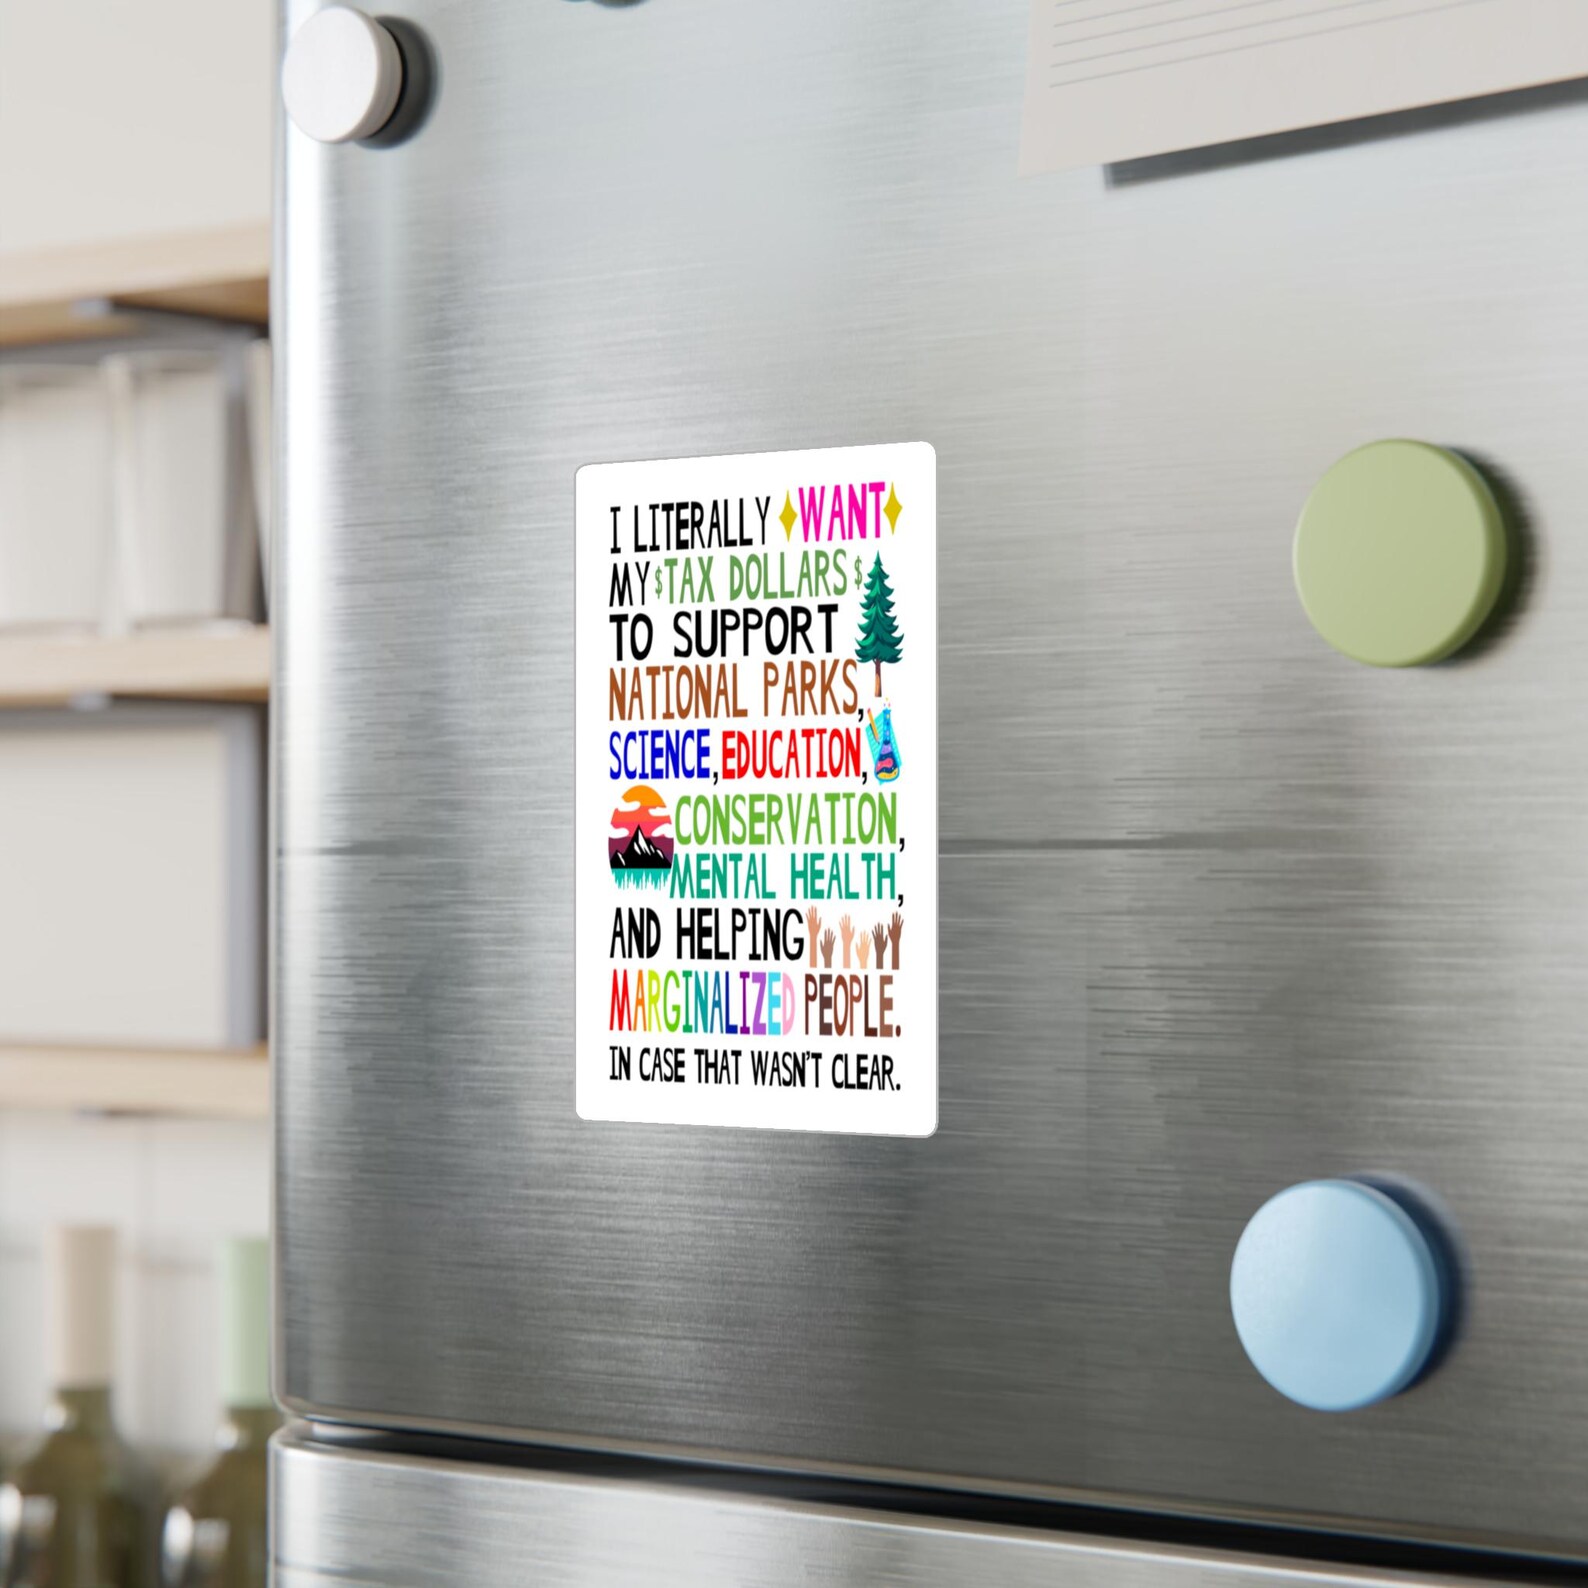 I LITERALLY WANT
MY $TAX DOLLARS$
TO SUPPORT
NATIONAL PARKS,
SCIENCE, EDUCATION,
CONSERVATION,
MENTAL HEALTH,
AND HELPING
MARGINALIZED PEOPLE.
IN CASE THAT WASN'T CLEAR.